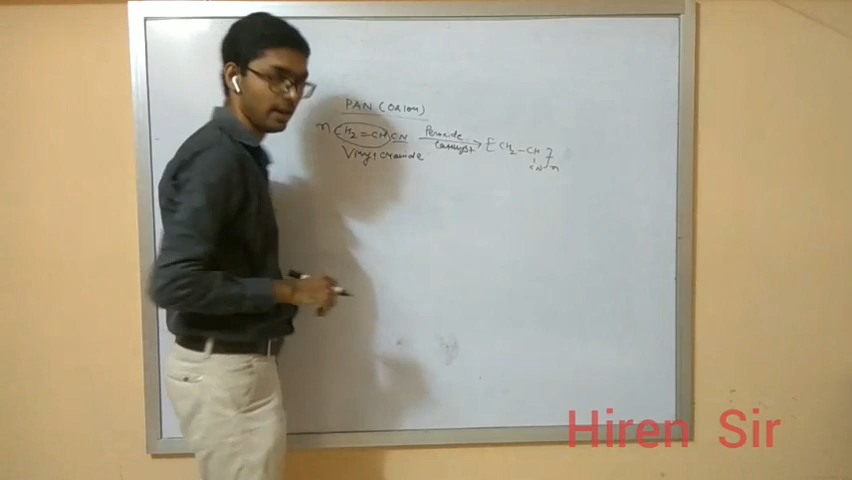 PAN (Orlon)
n CH2=CH CN Peroxide Catalyst [ CH2 – CH ]n
CN
Vinyl cyanide
Hiren Sir